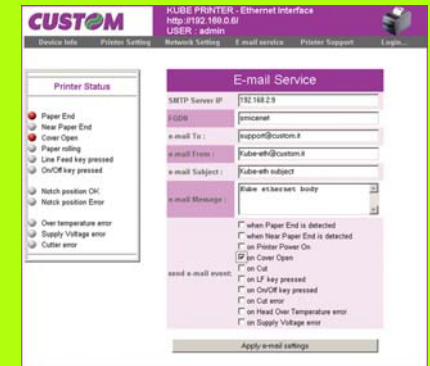 CUSTOM
KUBE PRINTER - Ethernet Interface
http://192.169.0.6/
USER : admin
Device Info Printer Setting Network Setting E-mail service Printer Support Login...
Printer Status
Paper End
Near Paper End
Cover Open
Paper rolling
Line Feed key pressed
On/Off key pressed
Notch position OK
Notch position Error
Over temperature error
Supply Voltage error
Cutter error
E-mail Service
SMTP Server IP 192.168.2.9
FGDN smicenet
e-mail To : support@custom.it
e-mail From : Kube-eth@custom.it
e-mail Subject : Kube-eth subject
e-mail Message : Kube ethernet body
send e-mail event:
when Paper End is detected
when Near Paper End is detected
on Printer Power On
on Cover Open
on Cut
on LF key pressed
on On/Off key pressed
on Cut error
on Head Over Temperature error
on Supply Voltage error
Apply e-mail settings